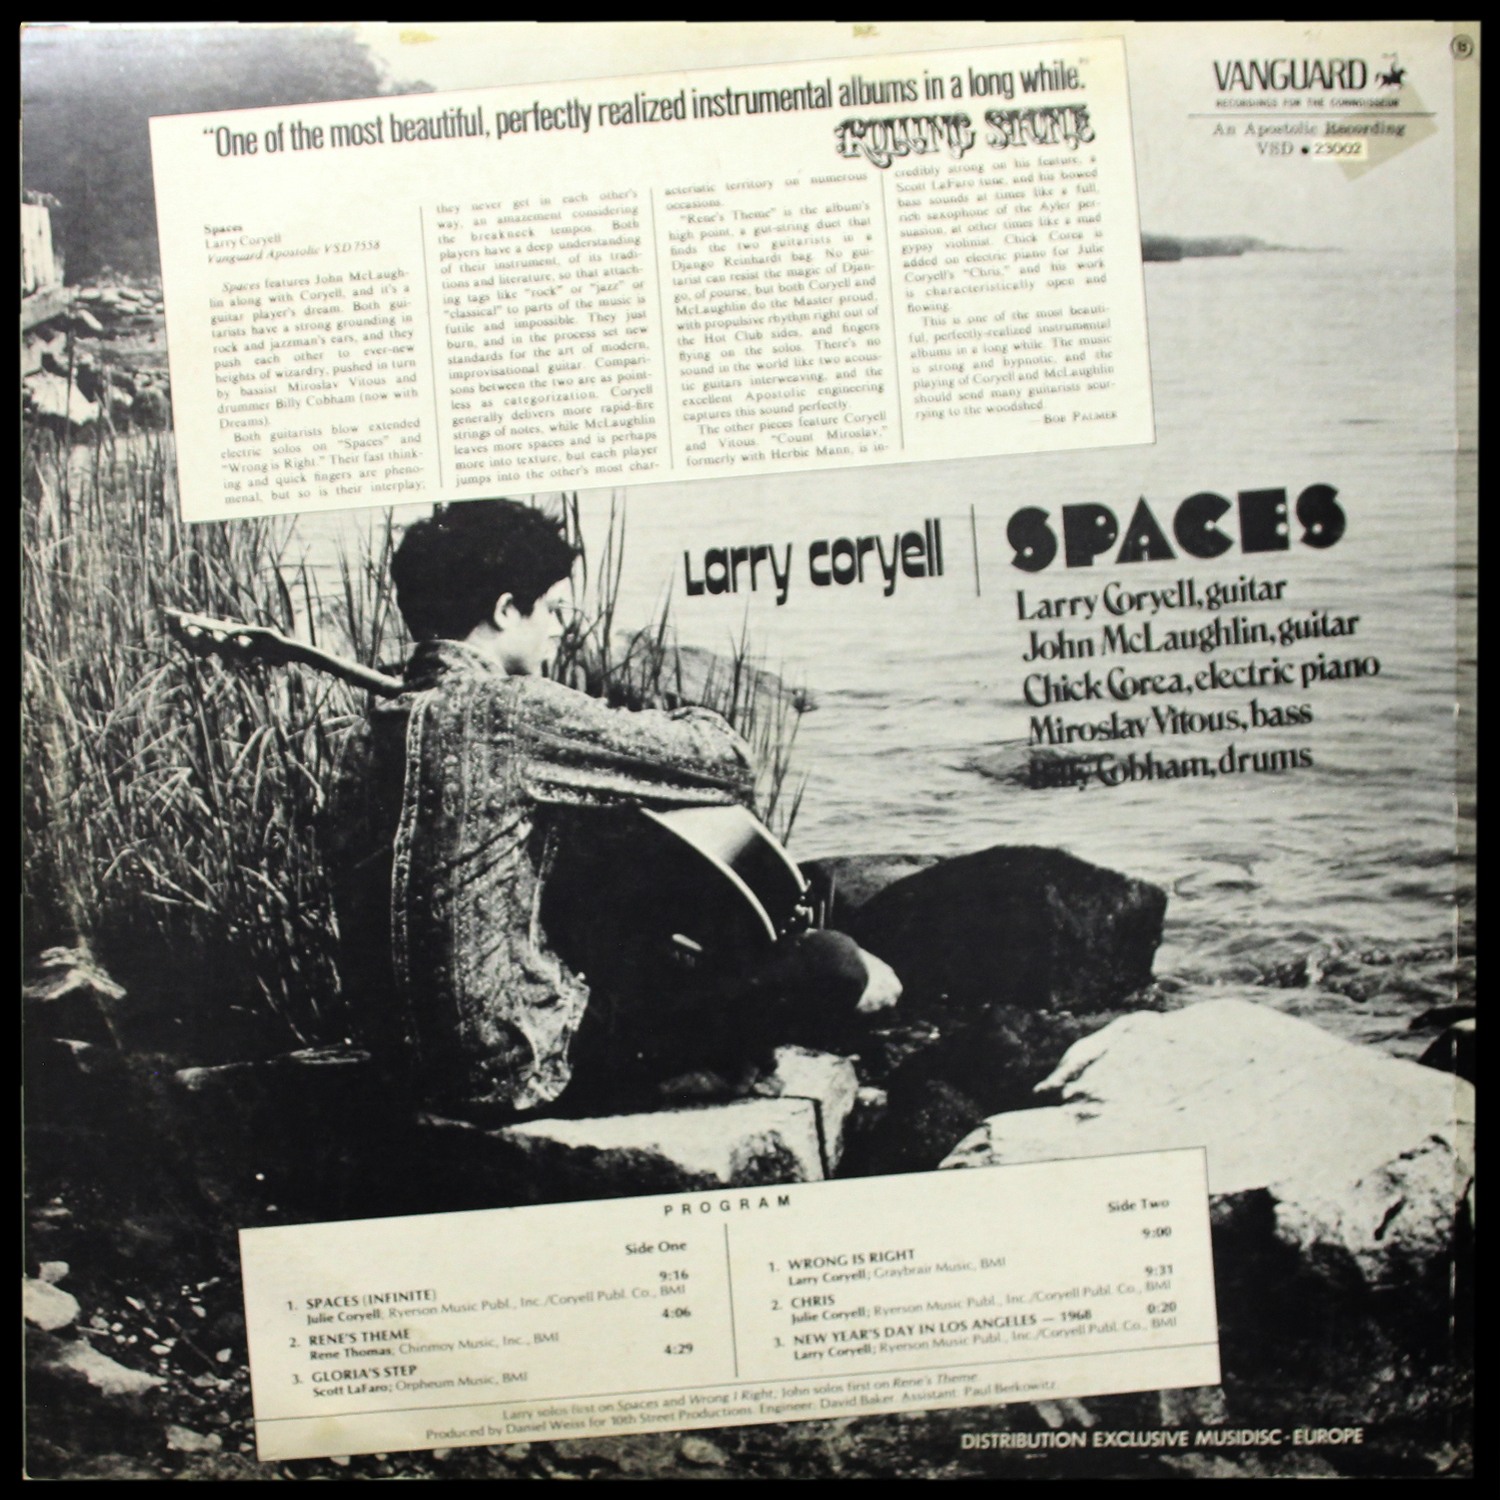 "One of the most beautiful, perfectly realized instrumental albums in a long while."
ROLLING STONE
VANGUARD
RECORDINGS FOR THE CONNOISSEUR
An Apostolic Recording
VSD • 23002
Spaces
Larry Coryell
Vanguard Apostolic VSD 7558
Spaces features John McLaugh-
lin along with Coryell, and it's a
guitar player's dream. Both gui-
tarists have a strong grounding in
rock and jazzman's ears, and they
push each other to ever-new
heights of wizardry, pushed in turn
by bassist Miroslav Vitous and
drummer Billy Cobham (now with
Dreams).
Both guitarists blow extended
electric solos on "Spaces" and
"Wrong is Right." Their fast think-
ing and quick fingers are pheno-
menal, but so is their interplay;
they never get in each other's
way, an amazement considering
the breakneck tempos. Both
players have a deep understanding
of their instrument, of its tradi-
tions and literature, so that attach-
ing tags like "rock" or "jazz" or
"classical" to parts of the music is
futile and impossible. They just
burn, and in the process set new
standards for the art of modern,
improvisational guitar. Compari-
sons between the two are as point-
less as categorization. Coryell
generally delivers more rapid-fire
strings of notes, while McLaughlin
leaves more spaces and is perhaps
more into texture, but each player
jumps into the other's most char-
acteristic territory on numerous
occasions.
"Rene's Theme" is the album's
high point, a gut-string duet that
finds the two guitarists in a
Django Reinhardt bag. No gui-
tarist can resist the magic of Djan-
go, of course, but both Coryell and
McLaughlin do the Master proud,
with propulsive rhythm right out of
the Hot Club sides, and fingers
flying on the solos. There's no
sound in the world like two acous-
tic guitars interweaving, and the
excellent Apostolic engineering
captures this sound perfectly.
The other pieces feature Coryell
and Vitous. "Count Miroslav,"
formerly with Herbie Mann, is in-
credibly strong on his feature, a
Scott LaFaro tune, and his bowed
bass sounds at times like a full,
rich saxophone of the Ayler per-
suasion, at other times like a mad
gypsy violinist. Chick Corea is
added on electric piano for Julie
Coryell's "Chris," and his work
is characteristically open and
flowing.
This is one of the most beauti-
ful, perfectly-realized instrumental
albums in a long while. The music
is strong and hypnotic, and the
playing of Coryell and McLaughlin
should send many guitarists scur-
rying to the woodshed.
—BOB PALMER
Larry Coryell | SPACES
Larry Coryell, guitar
John McLaughlin, guitar
Chick Corea, electric piano
Miroslav Vitous, bass
Billy Cobham, drums
PROGRAM
Side One
1. SPACES (INFINITE) 9:16
Julie Coryell; Ryerson Music Publ., Inc./Coryell Publ. Co., BMI
2. RENE'S THEME 4:06
Rene Thomas; Chinmoy Music, Inc., BMI
3. GLORIA'S STEP 4:29
Scott LaFaro; Orpheum Music, BMI
Side Two
1. WRONG IS RIGHT 9:00
Larry Coryell; Graybrair Music, BMI
2. CHRIS 9:31
Julie Coryell; Ryerson Music Publ., Inc./Coryell Publ. Co., BMI
3. NEW YEAR'S DAY IN LOS ANGELES — 1968 0:20
Larry Coryell; Ryerson Music Publ., Inc./Coryell Publ. Co., BMI
Larry solos first on Spaces and Wrong I Right; John solos first on Rene's Theme
Produced by Daniel Weiss for 10th Street Productions. Engineer: David Baker. Assistant: Paul Berkowitz
DISTRIBUTION EXCLUSIVE MUSIDISC-EUROPE